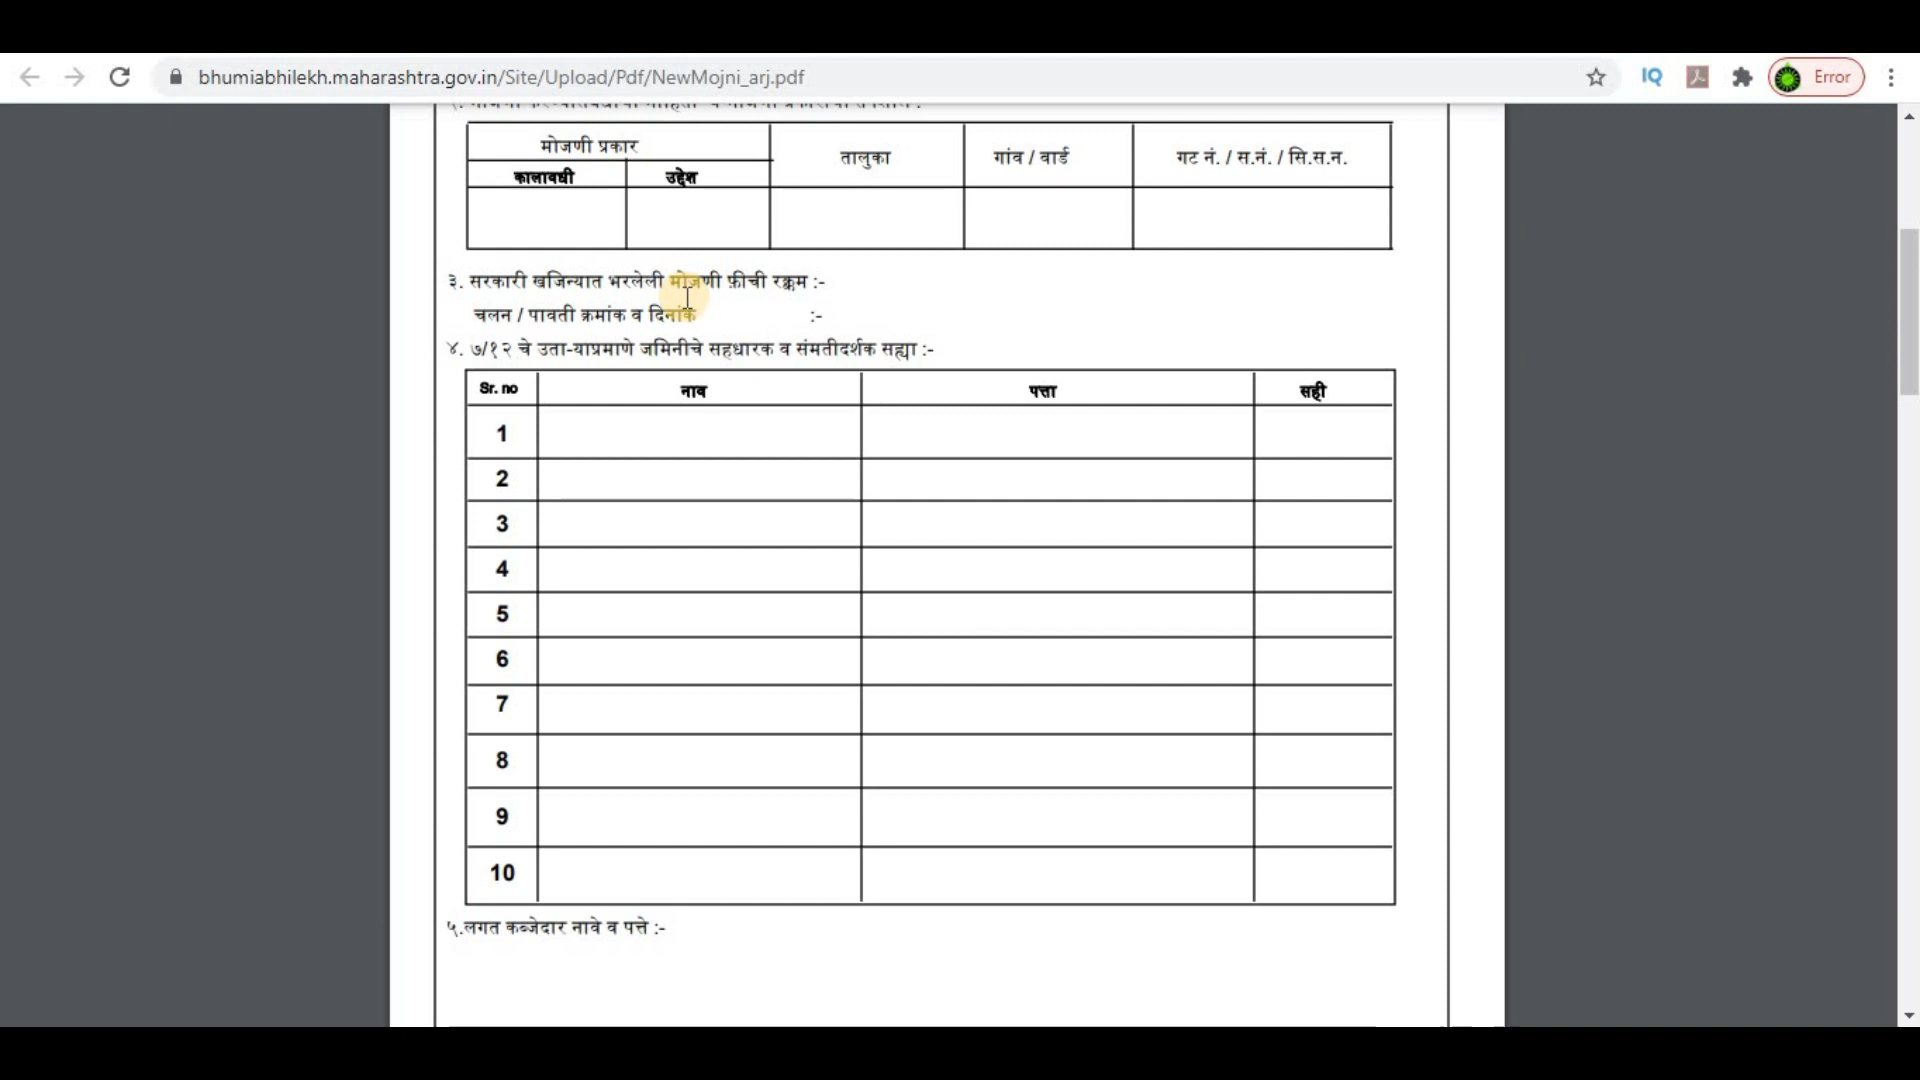 bhumiabhilekh.maharashtra.gov.in/Site/Upload/Pdf/NewMojni_arj.pdf
IQ
Error
मोजणी प्रकार
तालुका
गांव / वार्ड
गट नं. / स.नं. / सि.स.न.
कालावधी
उद्देश
३. सरकारी खजिन्यात भरलेली मोजणी फ़ीची रक्कम :-
चलन / पावती क्रमांक व दिनांक :-
४. ७/१२ चे उता-याप्रमाणे जमिनीचे सहधारक व संमतीदर्शक सह्या :-
Sr. no नाव पत्ता सही
1
2
3
4
5
6
7
8
9
10
५.लगत कब्जेदार नावे व पत्ते :-